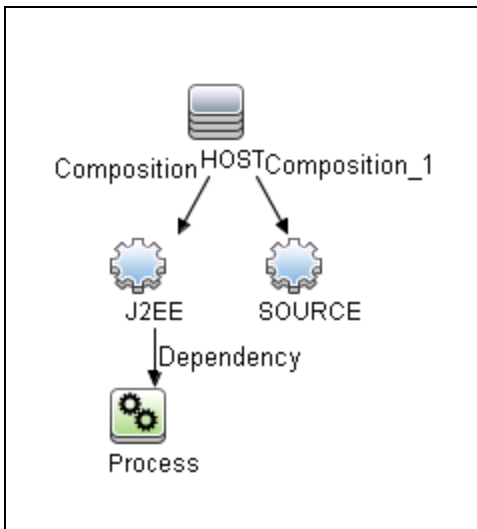 HOST
Composition
Composition_1
J2EE
SOURCE
Dependency
Process